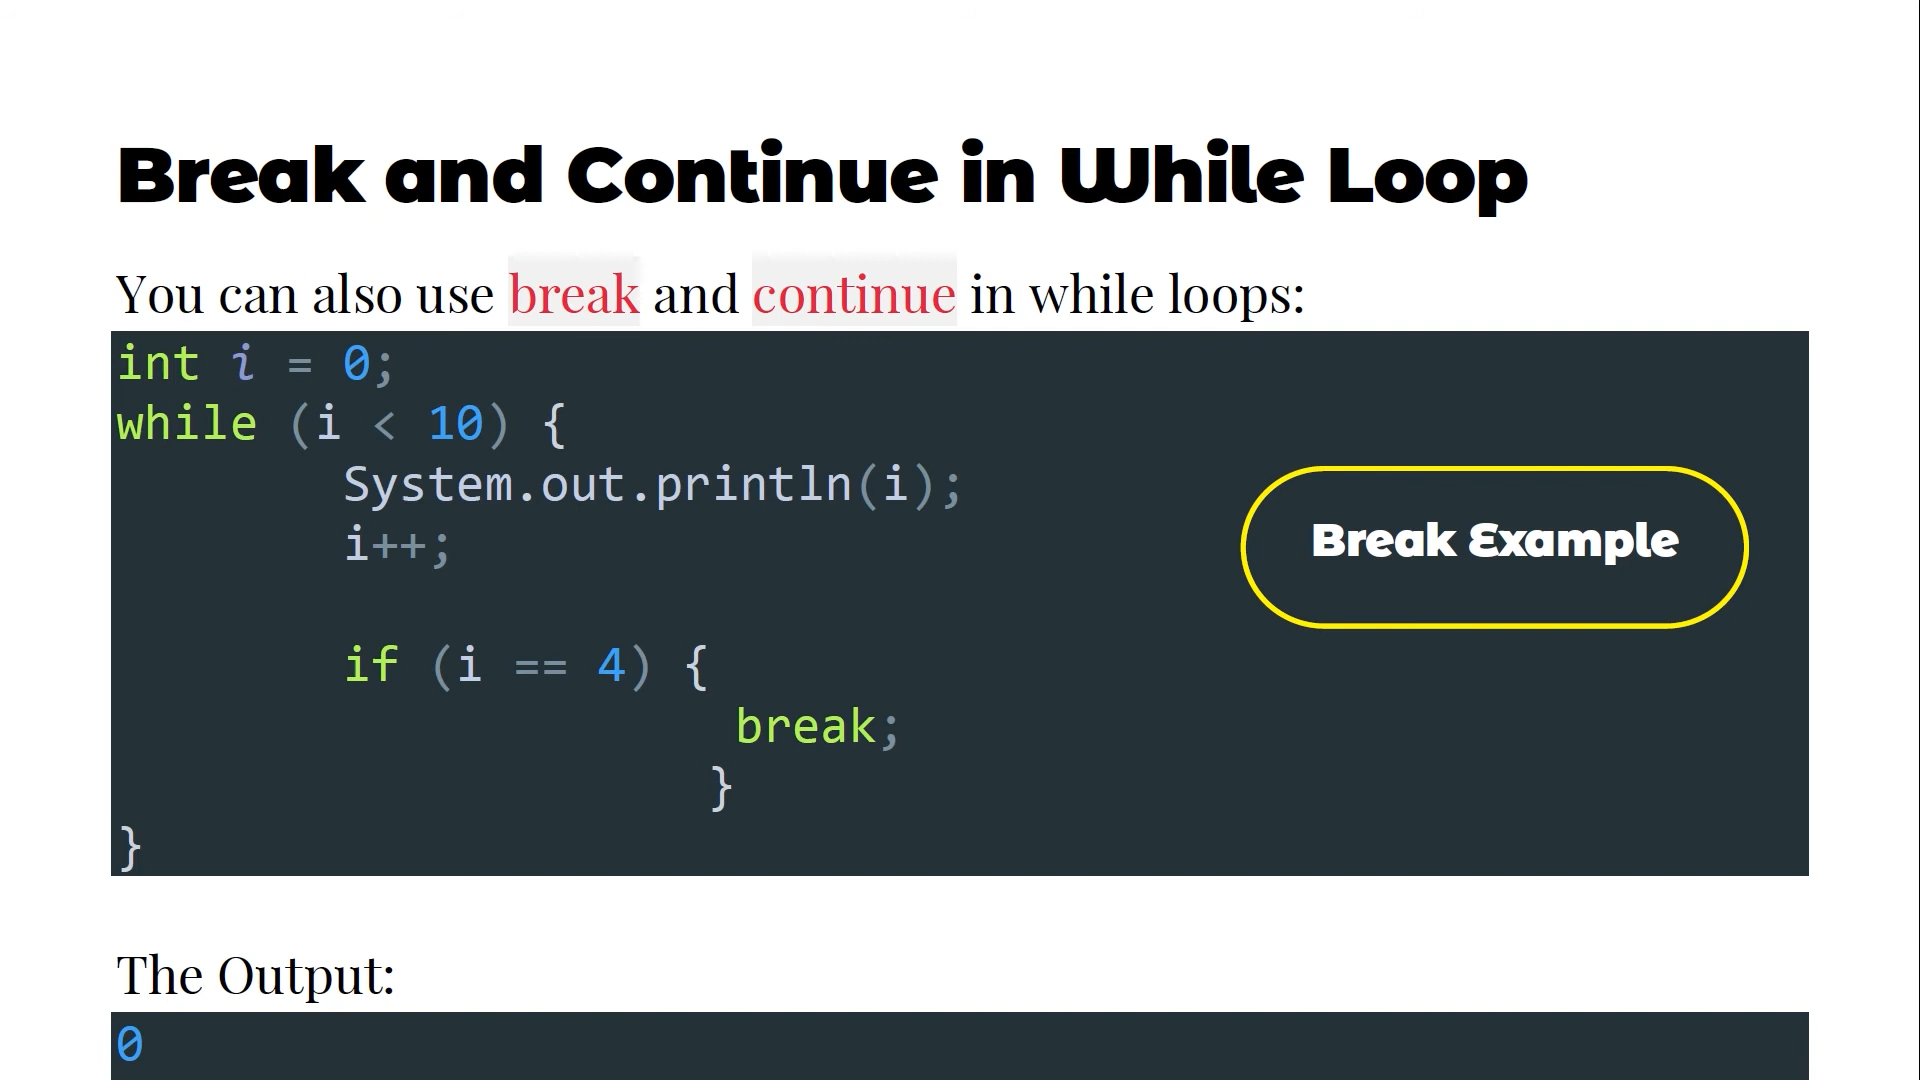 Break and Continue in While Loop
You can also use break and continue in while loops:
int i = 0;
while (i < 10) {
System.out.println(i);
i++;
Break Example
if (i == 4) {
break;
}
}
The Output:
0